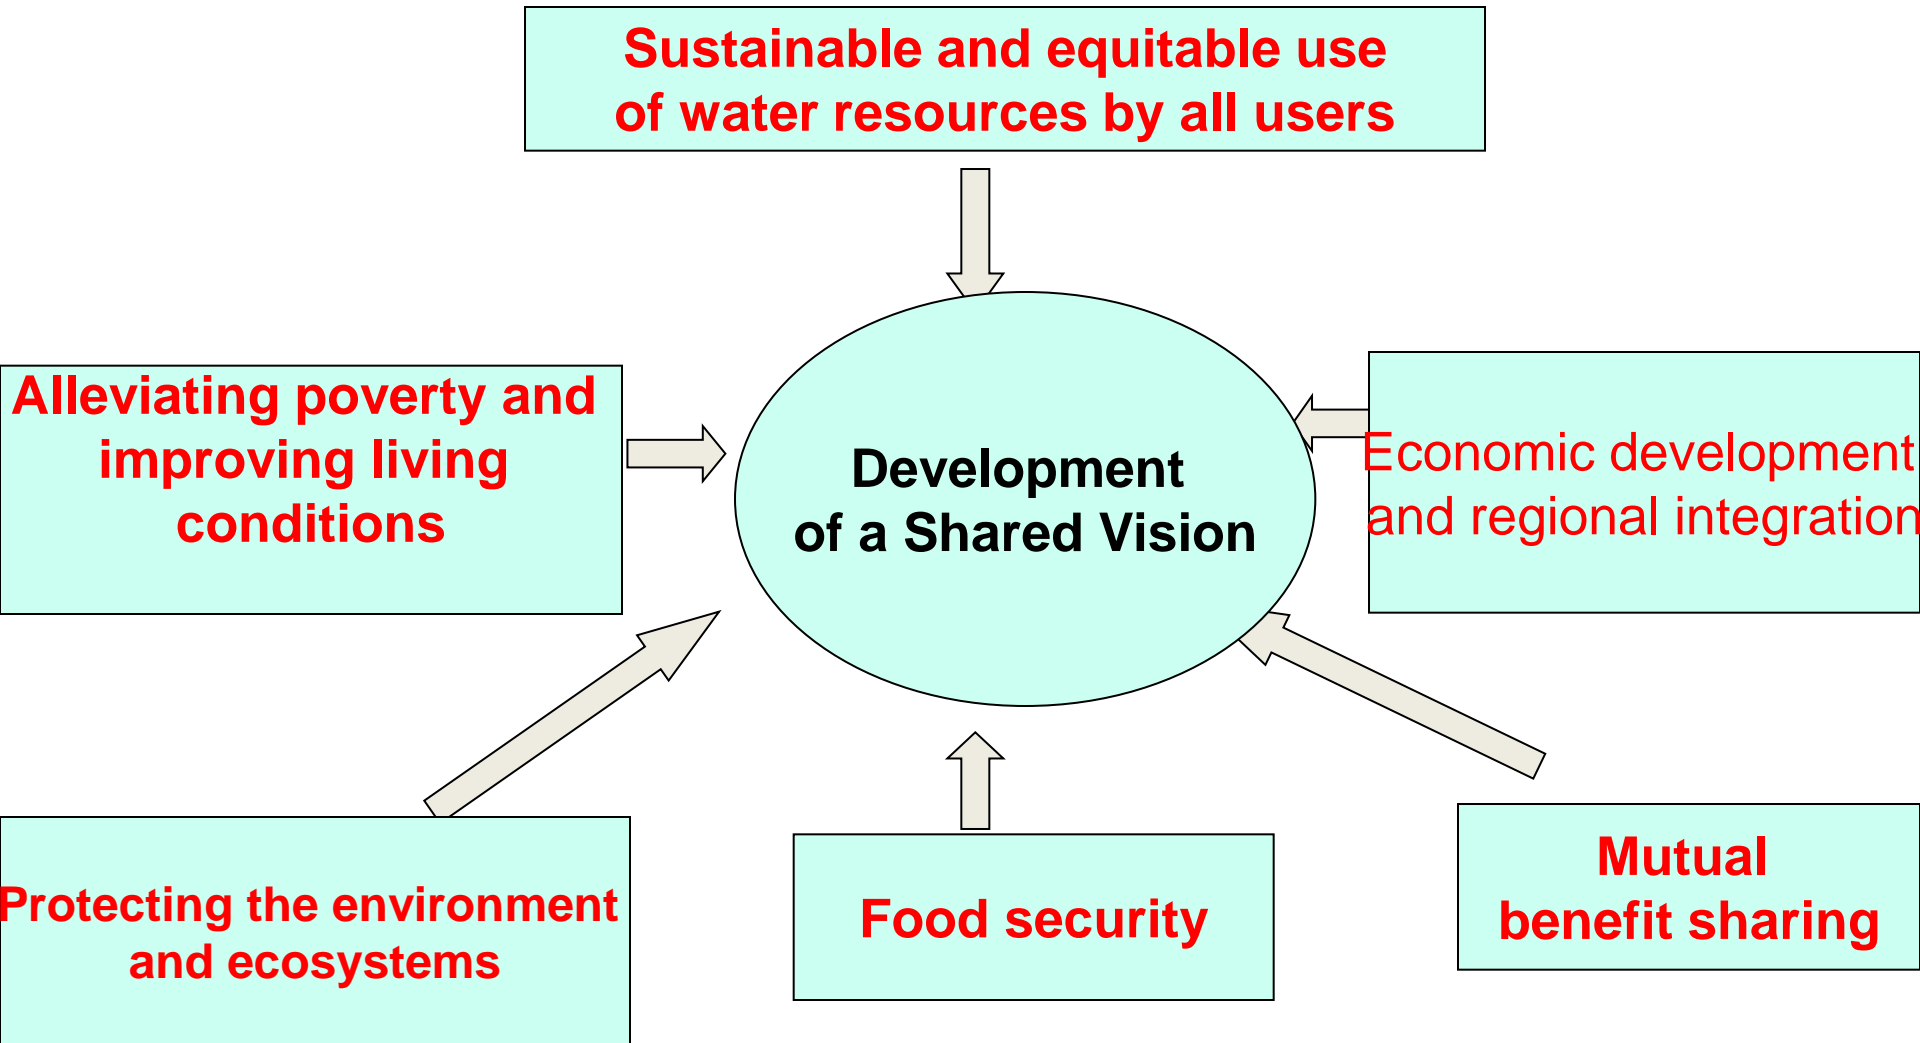 Sustainable and equitable use
of water resources by all users
Alleviating poverty and
improving living
conditions
Development
of a Shared Vision
Economic development
and regional integration
Protecting the environment
and ecosystems
Food security
Mutual
benefit sharing